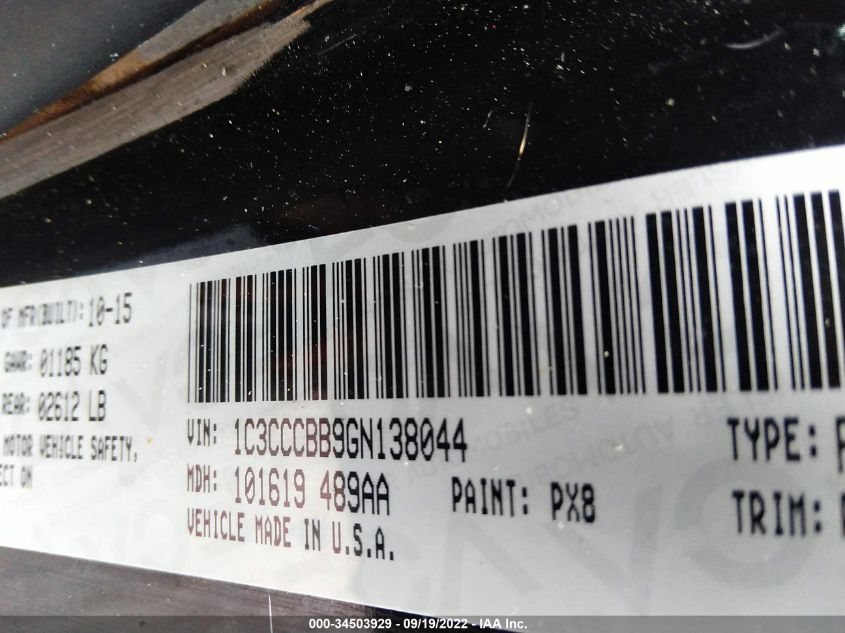 OF MFR(BUILT): 10-15
GAWR: 01185 KG
REAR: 02612 LB
MOTOR VEHICLE SAFETY,
ECT ON
VIN: 1C3CCCBB9GN138044
MDH: 101619 489AA
PAINT: PX8
VEHICLE MADE IN U.S.A.
TYPE:
TRIM:
000-34503929 - 09/19/2022 - IAA Inc.